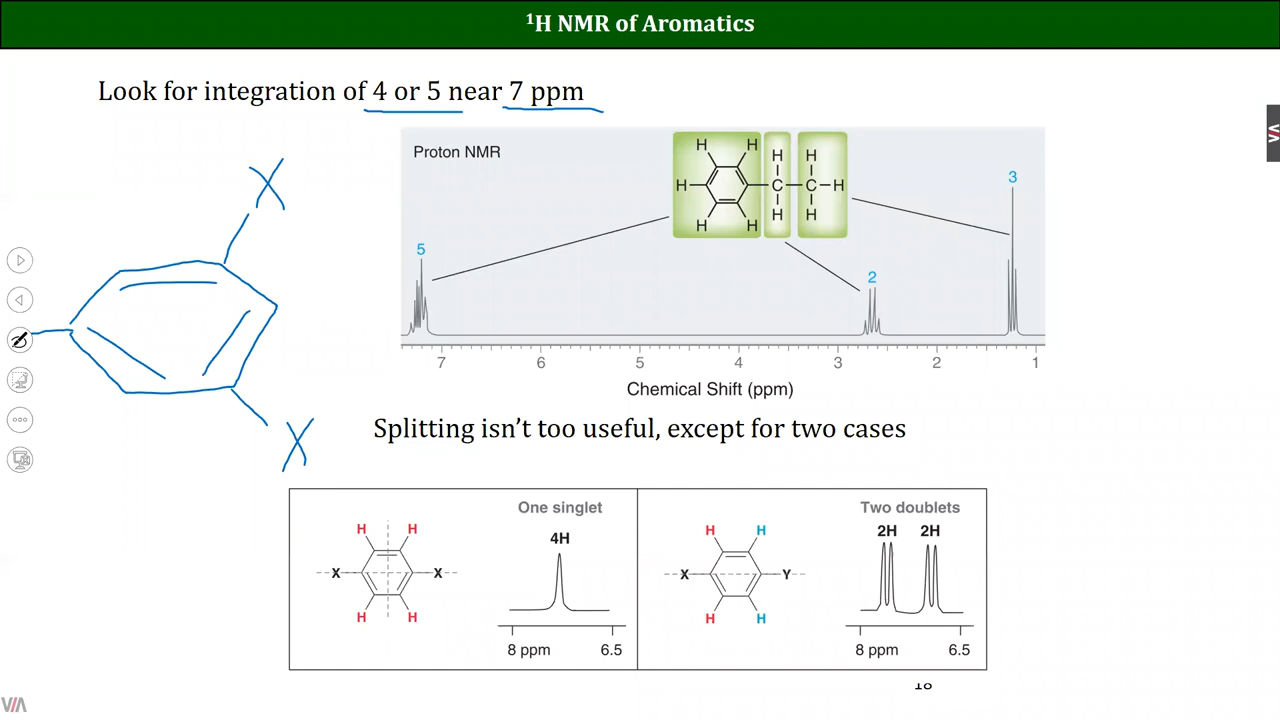 ¹H NMR of Aromatics
Look for integration of 4 or 5 near 7 ppm
Proton NMR
H H
H
H H
H
C
H
H
C H
H
5
2
3
7 6 5 4 3 2 1
Chemical Shift (ppm)
X
X
Splitting isn't too useful, except for two cases
One singlet
4H
H H
X X
H H
8 ppm 6.5
Two doublets
2H 2H
H H
X Y
H H
8 ppm 6.5
VIA